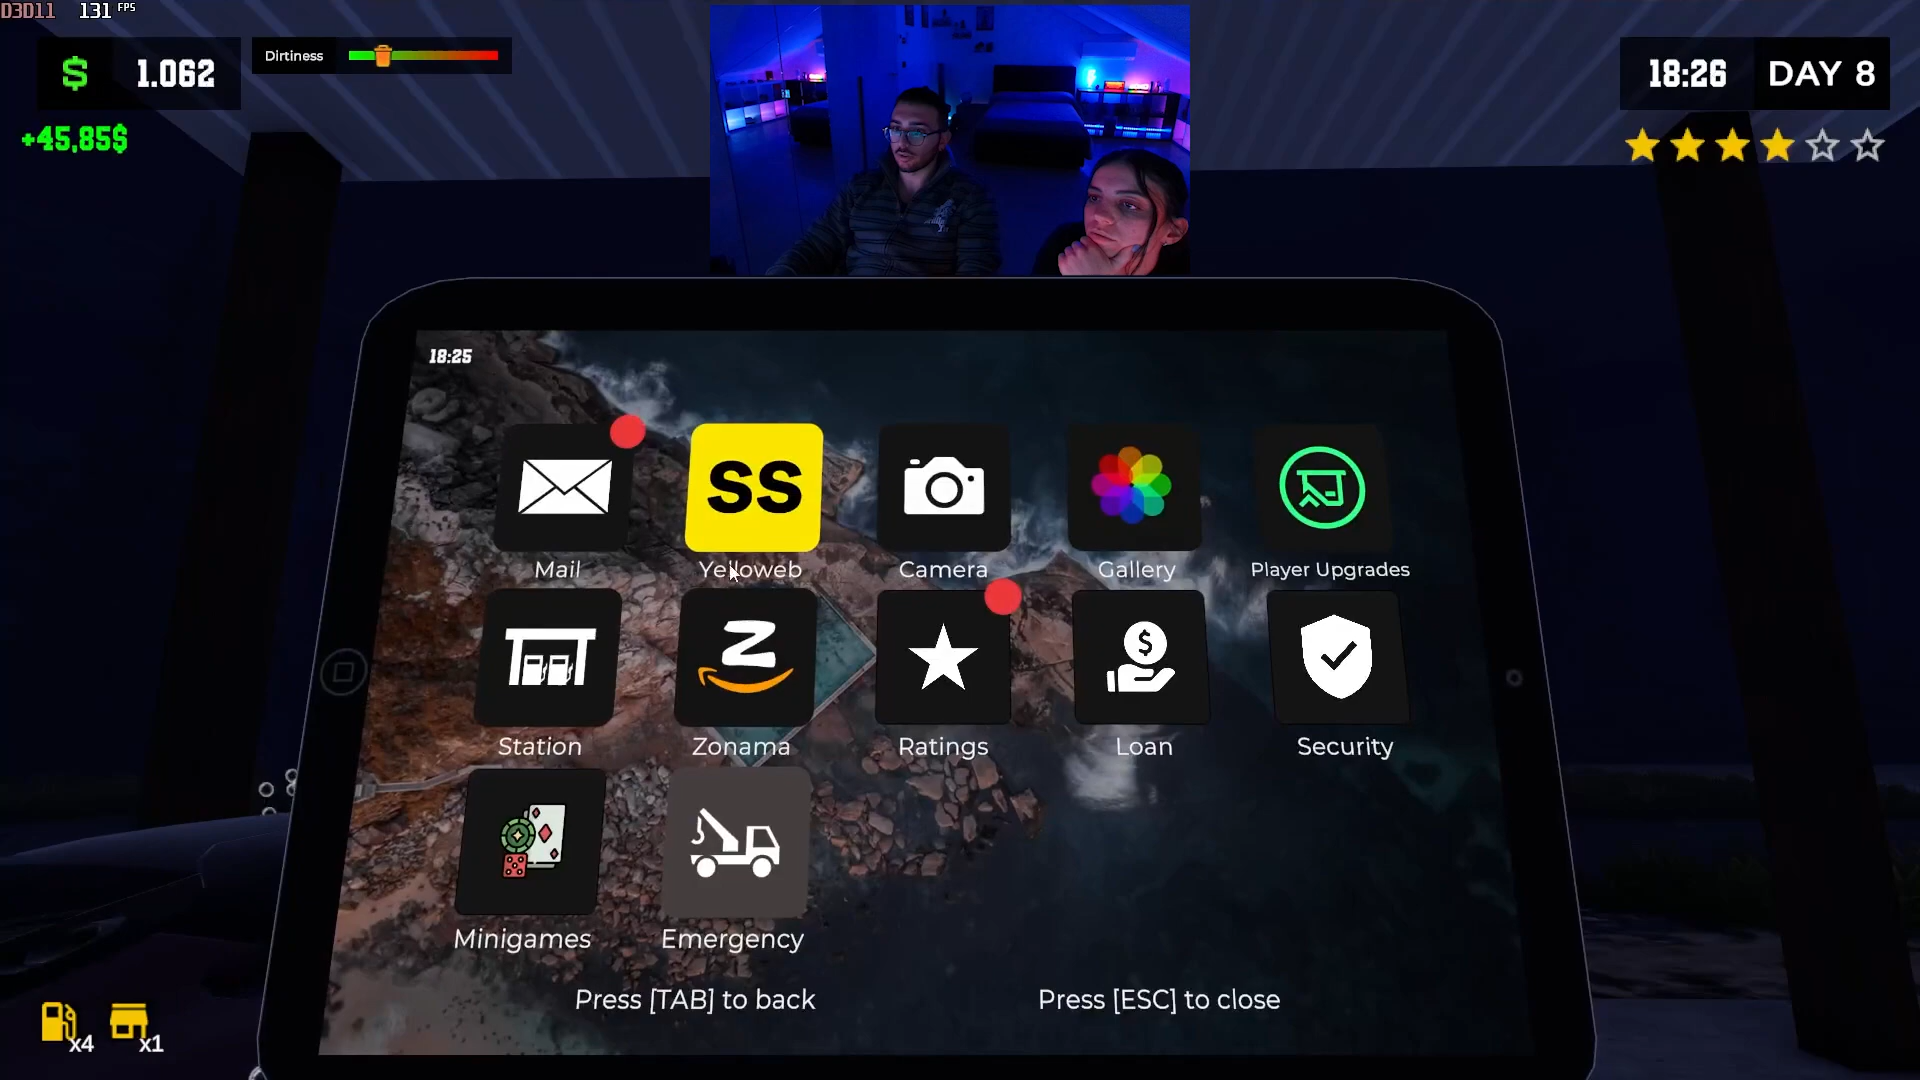 D3D11 131 FPS
$ 1.062
Dirtiness
18:26 DAY 8
+45,85$
18:25
SS
Mail Yelloweb Camera Gallery Player Upgrades
Z
$
Station Zonama Ratings Loan Security
Minigames Emergency
Press [TAB] to back Press [ESC] to close
x4 x1